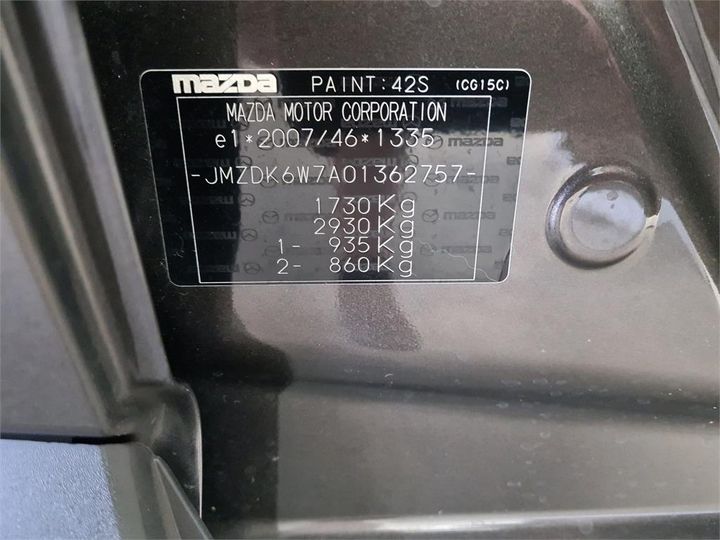 mazda PAINT:42S (CG15C)
MAZDA MOTOR CORPORATION
e1*2007/46*1335
-JMZDK6W7A01362757-
1730Kg
2930Kg
1- 935Kg
2- 860Kg